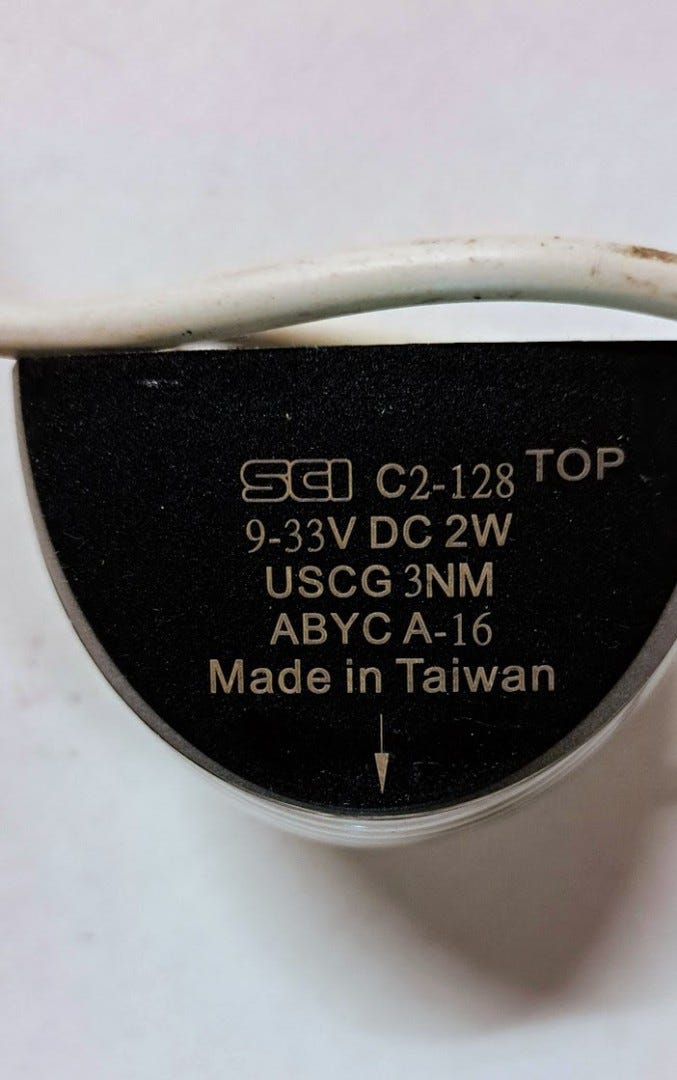 SCI C2-128 TOP
9-33V DC 2W
USCG 3NM
ABYC A-16
Made in Taiwan